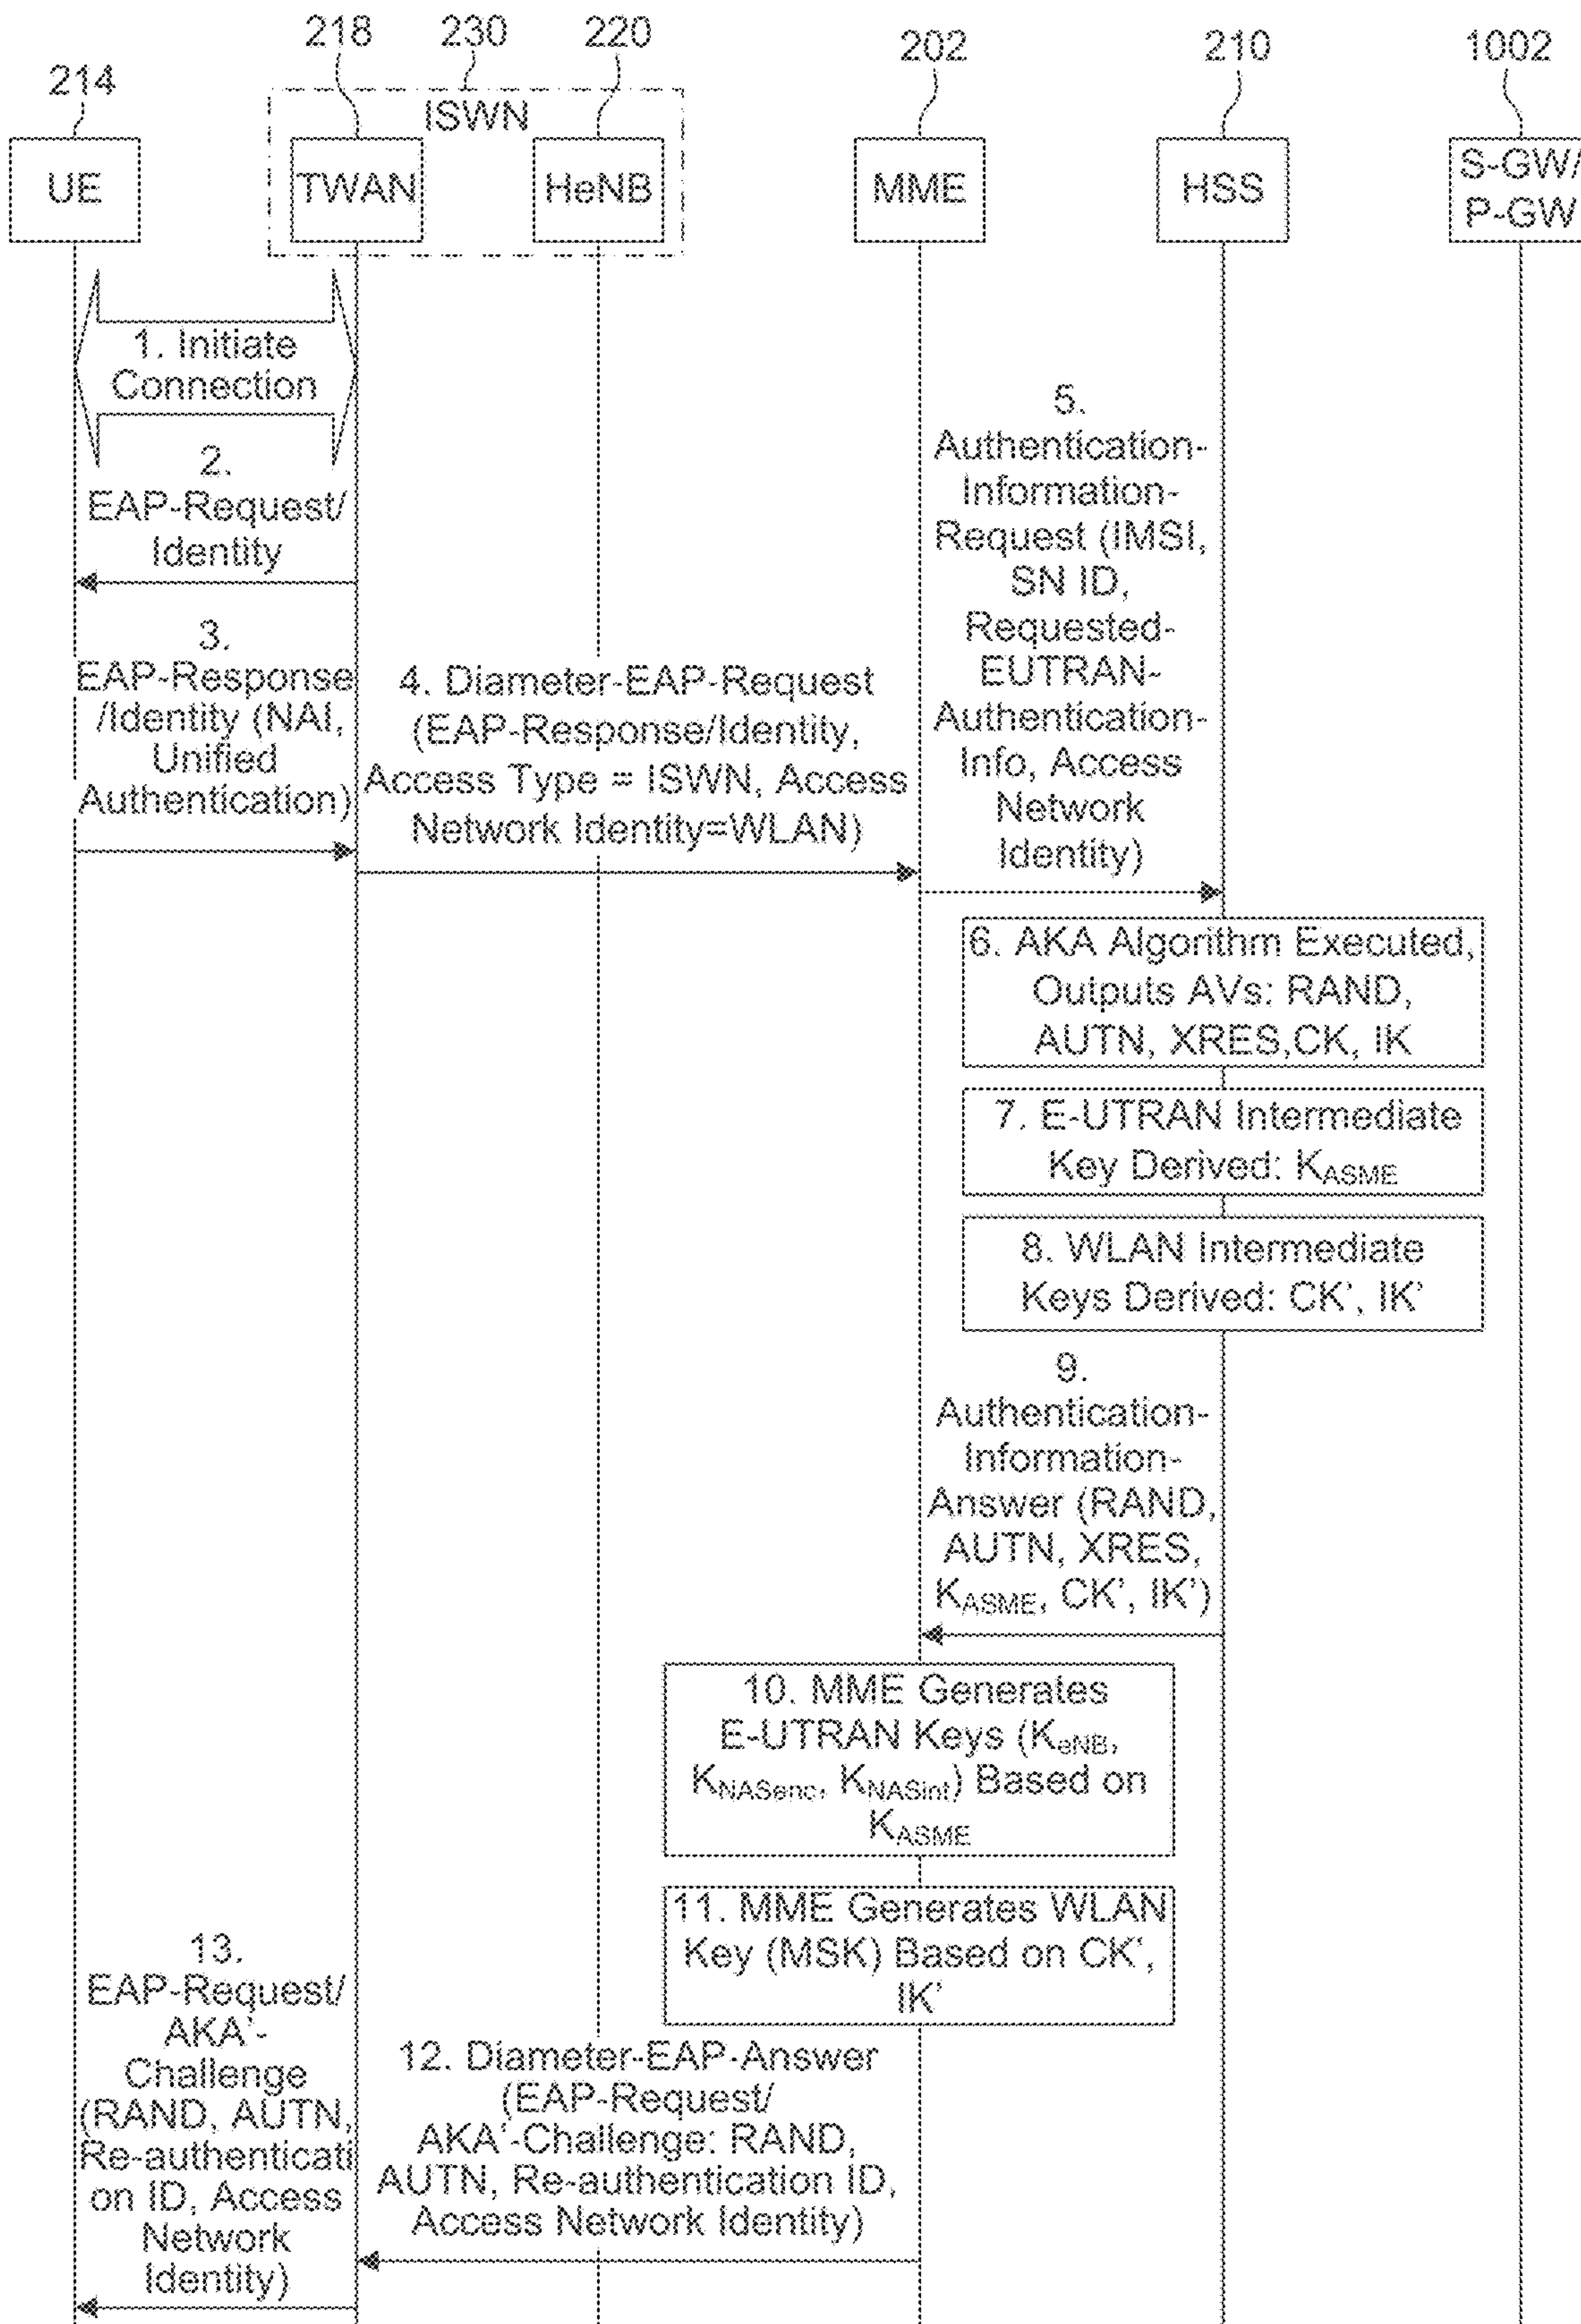 218
230
220
202
210
1002
214
ISWN
UE
TWAN
HeNB
MME
HSS
S-GW/
P-GW
1. Initiate
Connection
2.
EAP-Request/
Identity
3.
EAP-Response
/Identity (NAI,
Unified
Authentication)
4. Diameter-EAP-Request
(EAP-Response/Identity,
Access Type = ISWN, Access
Network Identity=WLAN)
5.
Authentication-
Information-
Request (IMSI,
SN ID,
Requested-
EUTRAN-
Authentication-
Info, Access
Network
Identity)
6. AKA Algorithm Executed,
Outputs AVs: RAND,
AUTN, XRES,CK, IK
7. E-UTRAN Intermediate
Key Derived: KASME
8. WLAN Intermediate
Keys Derived: CK', IK'
9.
Authentication-
Information-
Answer (RAND,
AUTN, XRES,
KASME, CK', IK')
10. MME Generates
E-UTRAN Keys (KeNB,
KNASenc, KNASint) Based on
KASME
11. MME Generates WLAN
Key (MSK) Based on CK',
IK'
12. Diameter-EAP-Answer
(EAP-Request/
AKA'-Challenge: RAND,
AUTN, Re-authentication ID,
Access Network Identity)
13.
EAP-Request/
AKA'-
Challenge
(RAND, AUTN,
Re-authenticati
on ID, Access
Network
Identity)